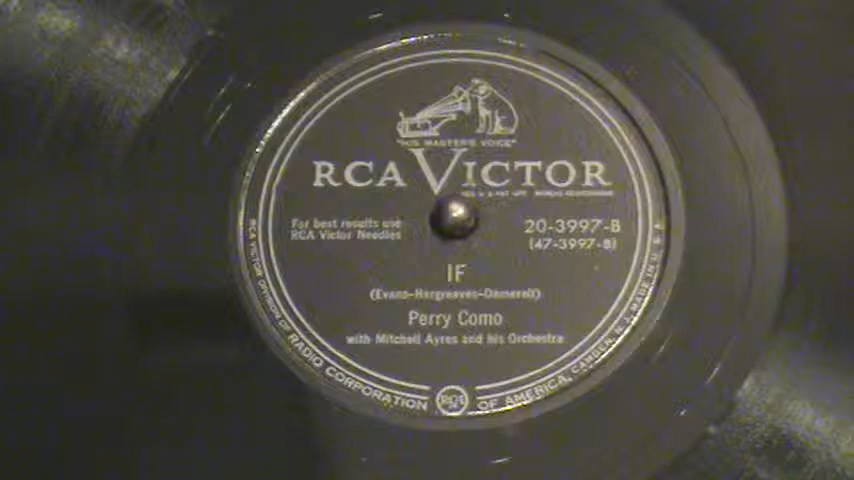 "HIS MASTER'S VOICE"
RCA VICTOR
For best results use
RCA Victor Needles
20-3997-B
(47-3997-B)
IF
(Evans-Hargreaves-Damerell)
Perry Como
with Mitchell Ayres and his Orchestra
RCA VICTOR DIVISION OF RADIO CORPORATION RCA OF AMERICA, CAMDEN, N. J. MADE IN U. S. A.